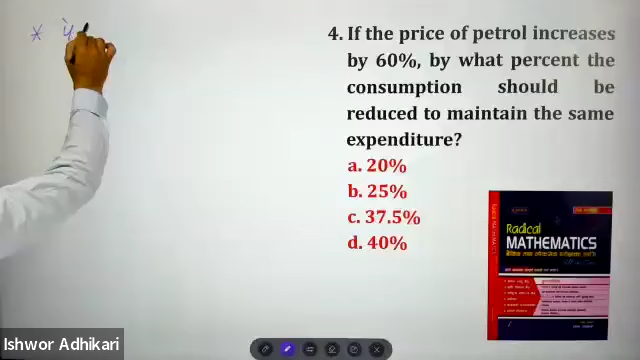 4. If the price of petrol increases
by 60%, by what percent the
consumption should be
reduced to maintain the same
expenditure?
a. 20%
b. 25%
c. 37.5%
d. 40%
Radical
MATHEMATICS
Ishwor Adhikari